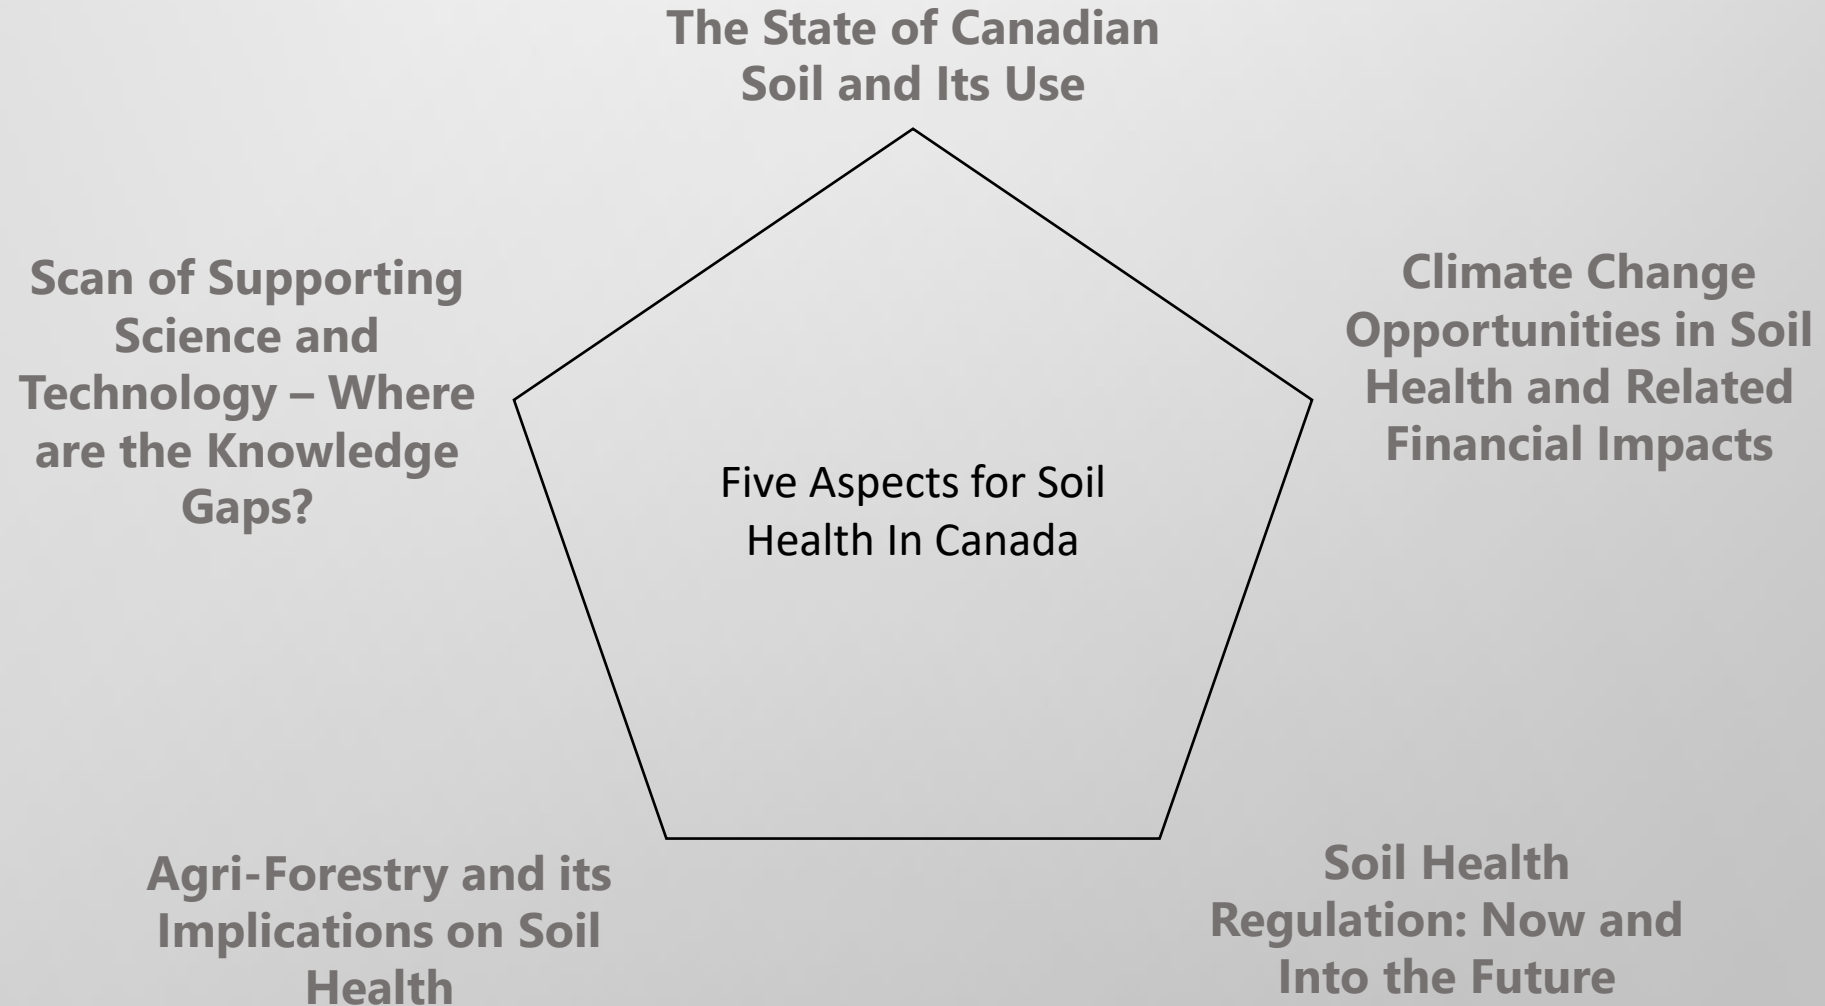 The State of Canadian
Soil and Its Use
Scan of Supporting
Science and
Technology – Where
are the Knowledge
Gaps?
Climate Change
Opportunities in Soil
Health and Related
Financial Impacts
Five Aspects for Soil
Health In Canada
Agri-Forestry and its
Implications on Soil
Health
Soil Health
Regulation: Now and
Into the Future